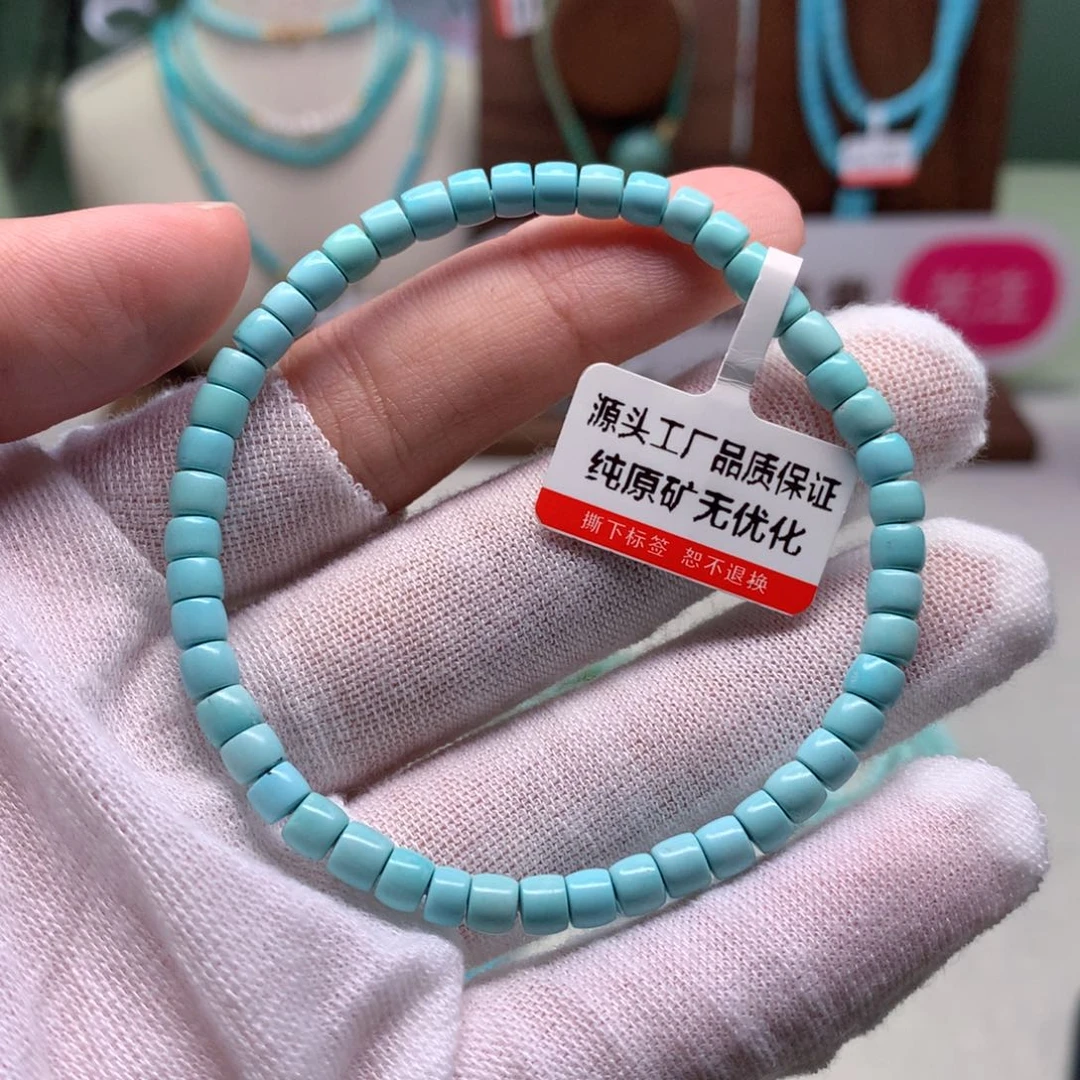 源头工厂品质保证
纯原矿无优化
撕下标签 恕不退换